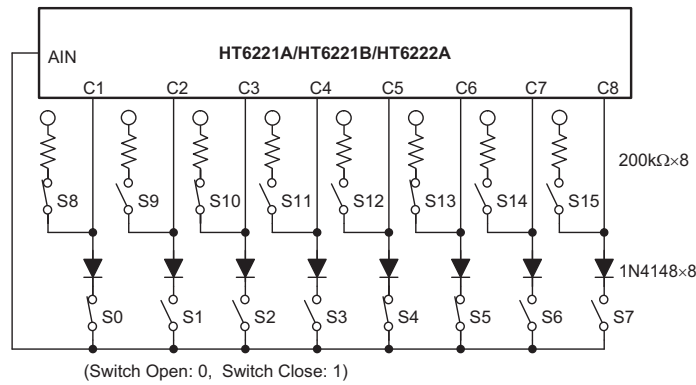 HT6221A/HT6221B/HT6222A
AIN
C1 C2 C3 C4 C5 C6 C7 C8
200kΩ×8
S8 S9 S10 S11 S12 S13 S14 S15
1N4148×8
S0 S1 S2 S3 S4 S5 S6 S7
(Switch Open: 0, Switch Close: 1)